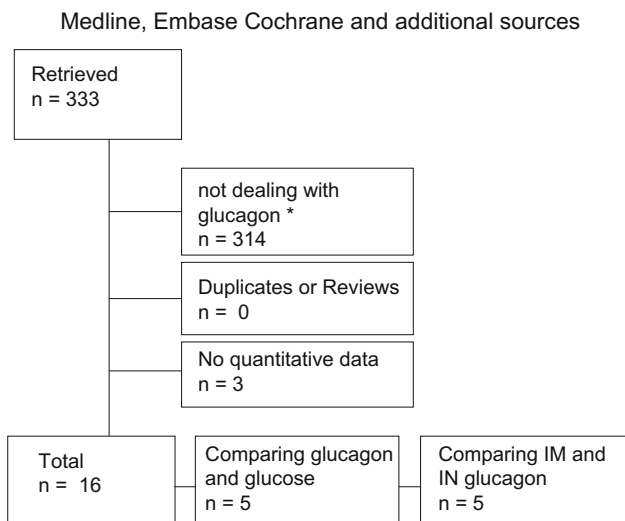 Medline, Embase Cochrane and additional sources
Retrieved
n = 333
not dealing with
glucagon *
n = 314
Duplicates or Reviews
n = 0
No quantitative data
n = 3
Total
n = 16
Comparing glucagon
and glucose
n = 5
Comparing IM and
IN glucagon
n = 5